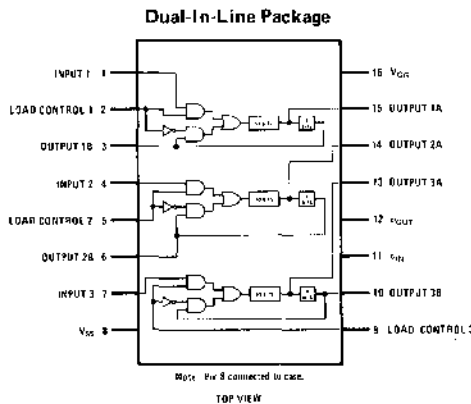 Dual-In-Line Package
INPUT 1 1
LOAD CONTROL 1 2
OUTPUT 1B 3
INPUT 2 4
LOAD CONTROL 2 5
OUTPUT 2B 6
INPUT 3 7
VSS 8
16 VGG
15 OUTPUT 1A
14 OUTPUT 2A
13 OUTPUT 3A
12 φOUT
11 φIN
10 OUTPUT 3B
9 LOAD CONTROL 3
Note: Pin 8 connected to case.
TOP VIEW